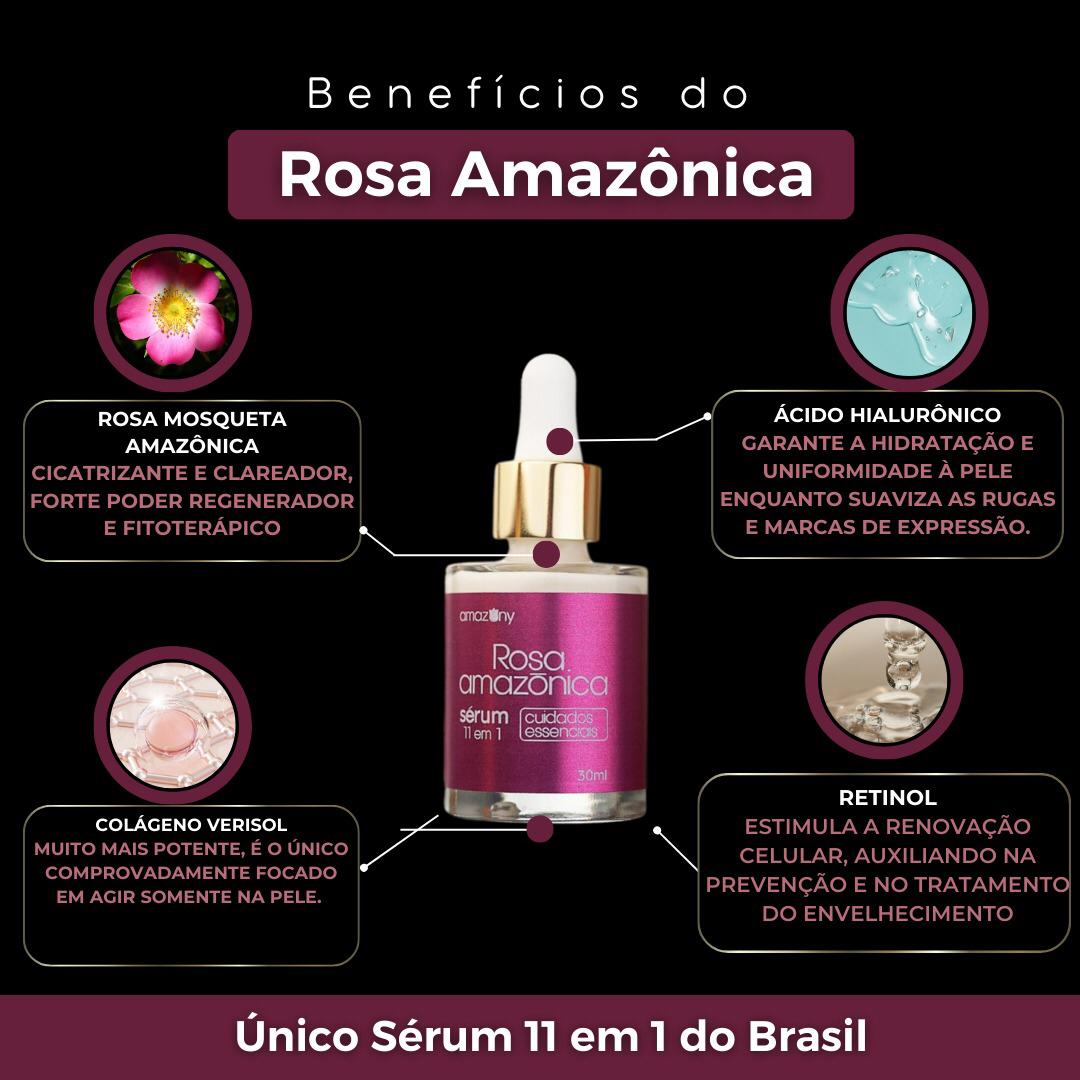 Benefícios do
Rosa Amazônica
ROSA MOSQUETA
AMAZÔNICA
CICATRIZANTE E CLAREADOR,
FORTE PODER REGENERADOR
E FITOTERÁPICO
ÁCIDO HIALURÔNICO
GARANTE A HIDRATAÇÃO E
UNIFORMIDADE À PELE
ENQUANTO SUAVIZA AS RUGAS
E MARCAS DE EXPRESSÃO.
amazony
Rosa
amazônica
sérum
11 em 1
cuidados
essenciais
30ml
COLÁGENO VERISOL
MUITO MAIS POTENTE, É O ÚNICO
COMPROVADAMENTE FOCADO
EM AGIR SOMENTE NA PELE.
RETINOL
ESTIMULA A RENOVAÇÃO
CELULAR, AUXILIANDO NA
PREVENÇÃO E NO TRATAMENTO
DO ENVELHECIMENTO
Único Sérum 11 em 1 do Brasil